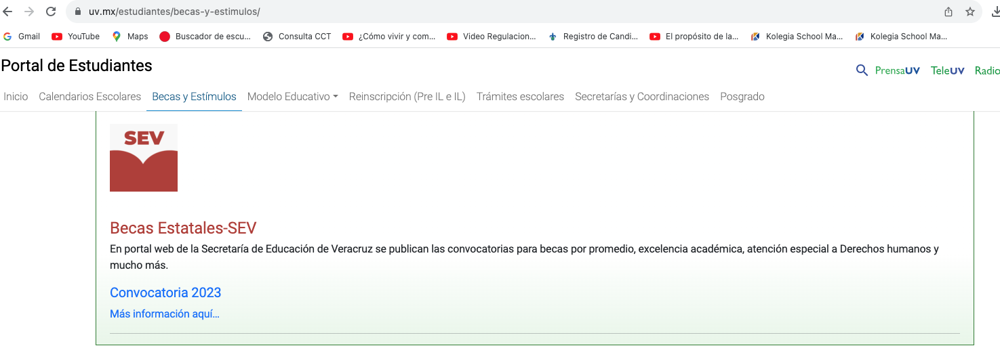 uv.mx/estudiantes/becas-y-estimulos/
Gmail YouTube Maps Buscador de escu... Consulta CCT ¿Cómo vivir y com... Video Regulacion... Registro de Candi... El propósito de la... Kolegia School Ma... Kolegia School Ma...
Portal de Estudiantes
PrensaUV TeleUV Radio
Inicio Calendarios Escolares Becas y Estímulos Modelo Educativo Reinscripción (Pre IL e IL) Trámites escolares Secretarías y Coordinaciones Posgrado
SEV
Becas Estatales-SEV
En portal web de la Secretaría de Educación de Veracruz se publican las convocatorias para becas por promedio, excelencia académica, atención especial a Derechos humanos y
mucho más.
Convocatoria 2023
Más información aquí...